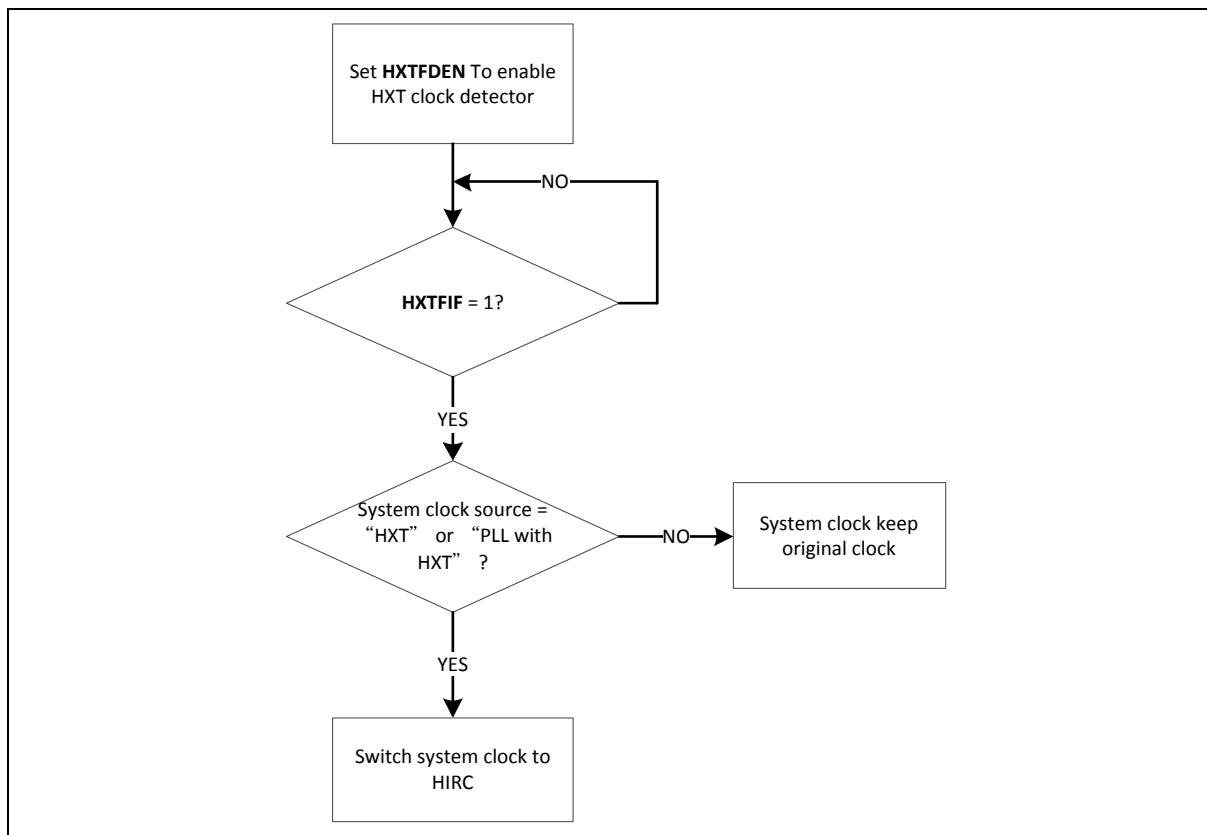 Set HXTFDEN To enable
HXT clock detector
NO
HXTFIF = 1?
YES
System clock source =
“HXT” or “PLL with
HXT” ?
NO
System clock keep
original clock
YES
Switch system clock to
HIRC